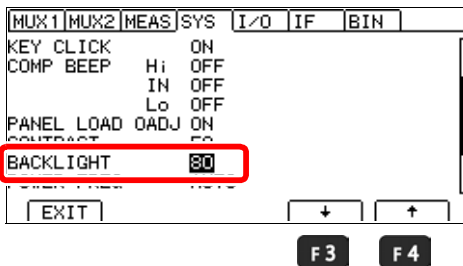 MUX1 MUX2 MEAS SYS I/O IF BIN
KEY CLICK ON
COMP BEEP Hi OFF
IN OFF
Lo OFF
PANEL LOAD 0ADJ ON
BACKLIGHT 80
EXIT ↓ ↑
F3 F4